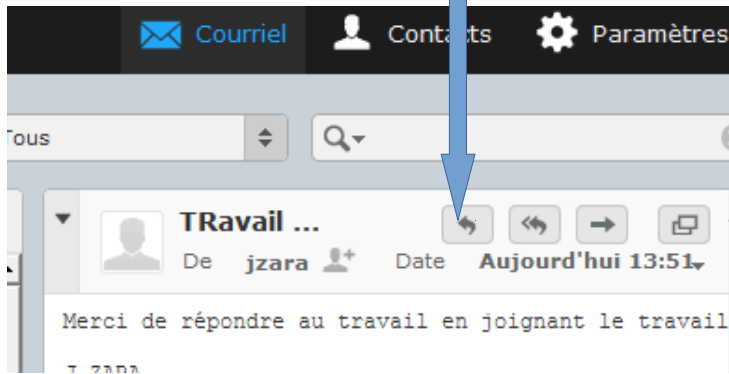 Courriel Contacts Paramètres
Tous
TRavail ...
De jzara Date Aujourd'hui 13:51
Merci de répondre au travail en joignant le travail
J ZARA